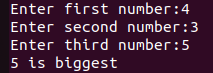 Enter first number:4
Enter second number:3
Enter third number:5
5 is biggest